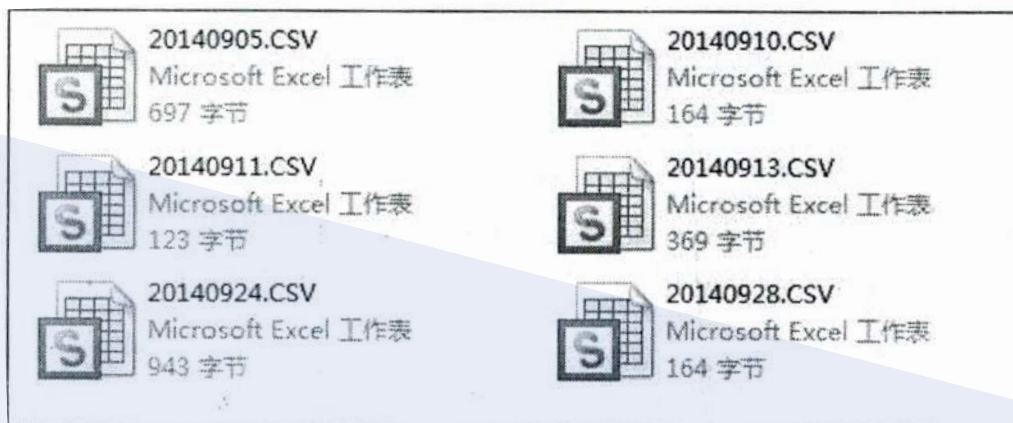 20140905.CSV
Microsoft Excel 工作表
697 字节
20140910.CSV
Microsoft Excel 工作表
164 字节
20140911.CSV
Microsoft Excel 工作表
123 字节
20140913.CSV
Microsoft Excel 工作表
369 字节
20140924.CSV
Microsoft Excel 工作表
943 字节
20140928.CSV
Microsoft Excel 工作表
164 字节